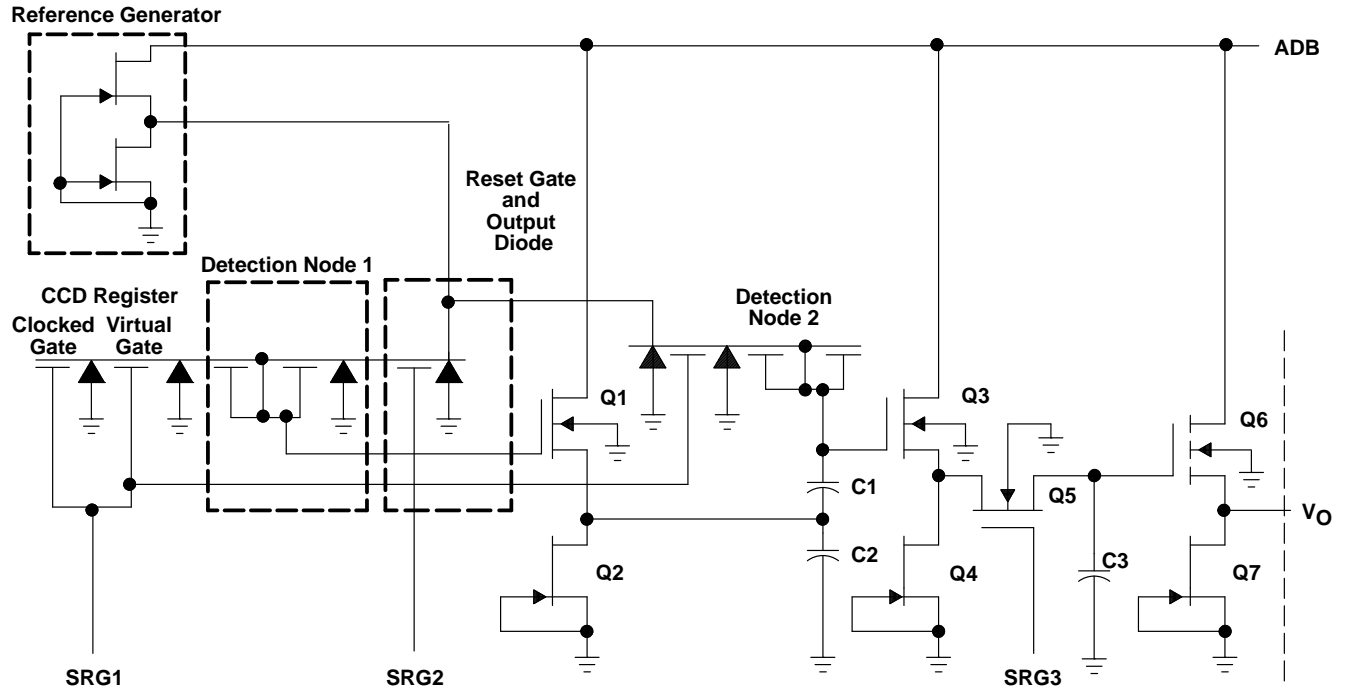 Reference Generator
ADB
Reset Gate
and
Output
Diode
Detection Node 1
CCD Register
Clocked Virtual
Gate Gate
Detection
Node 2
Q1
Q3
Q6
C1
Q5
VO
C2
Q2
Q4
C3
Q7
SRG1
SRG2
SRG3